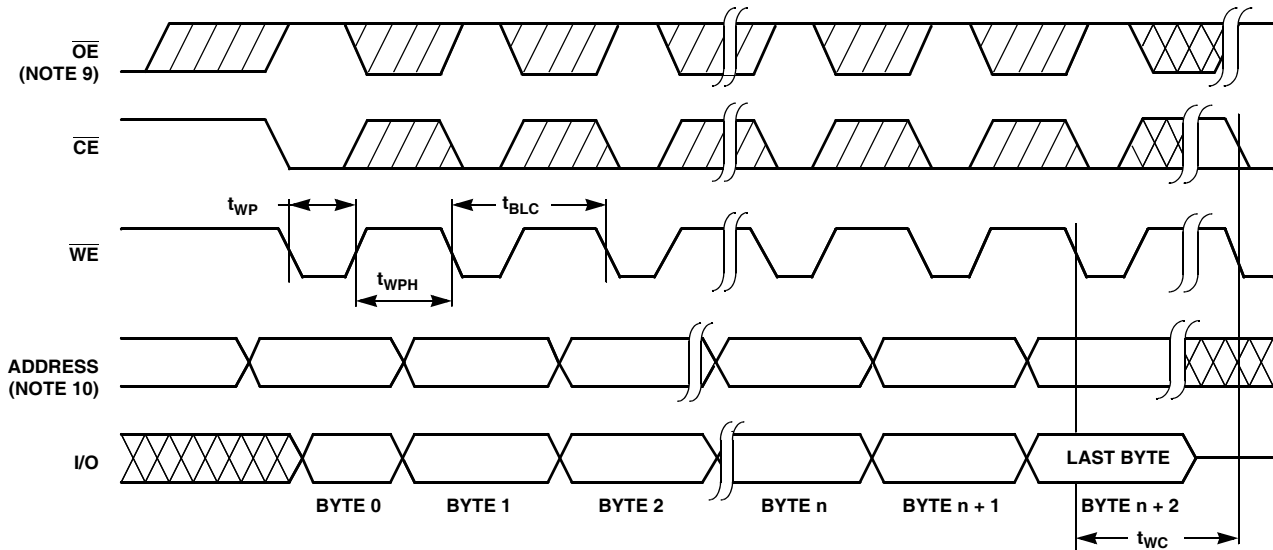 OE
(NOTE 9)
CE
tWP
tBLC
WE
tWPH
ADDRESS
(NOTE 10)
I/O
LAST BYTE
BYTE 0
BYTE 1
BYTE 2
BYTE n
BYTE n + 1
BYTE n + 2
tWC